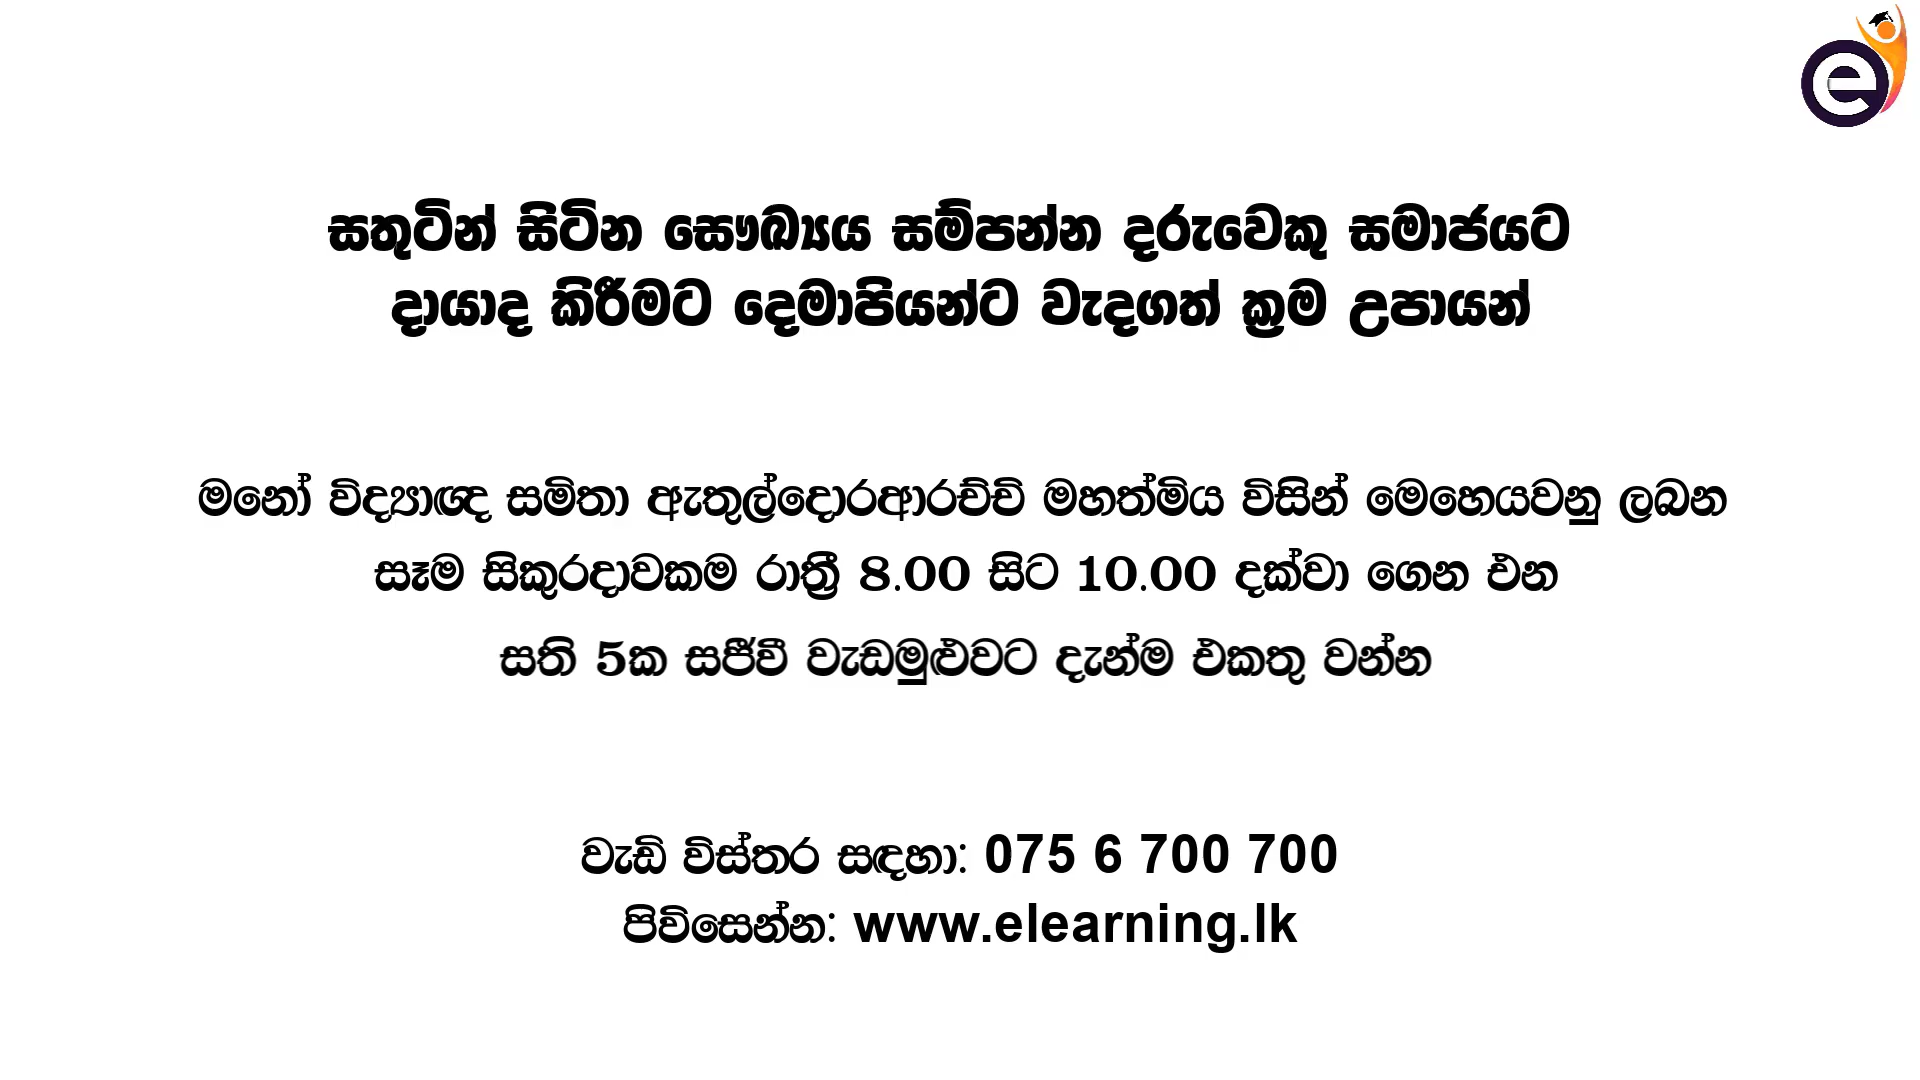 සතුටින් සිටින සෞඛ්‍යය සම්පන්න දරුවෙකු සමාජයට
දායාද කිරීමට දෙමාපියන්ට වැදගත් ක්‍රම උපායන්
මනෝ විද්‍යාඥ සමිතා ඇතුල්දොරආරච්චි මහත්මිය විසින් මෙහෙයවනු ලබන
සෑම සිකුරදාවකම රාත්‍රී 8.00 සිට 10.00 දක්වා ගෙන එන
සති 5ක සජීවී වැඩමුළුවට දැන්ම එකතු වන්න
වැඩි විස්තර සඳහා: 075 6 700 700
පිවිසෙන්න: www.elearning.lk